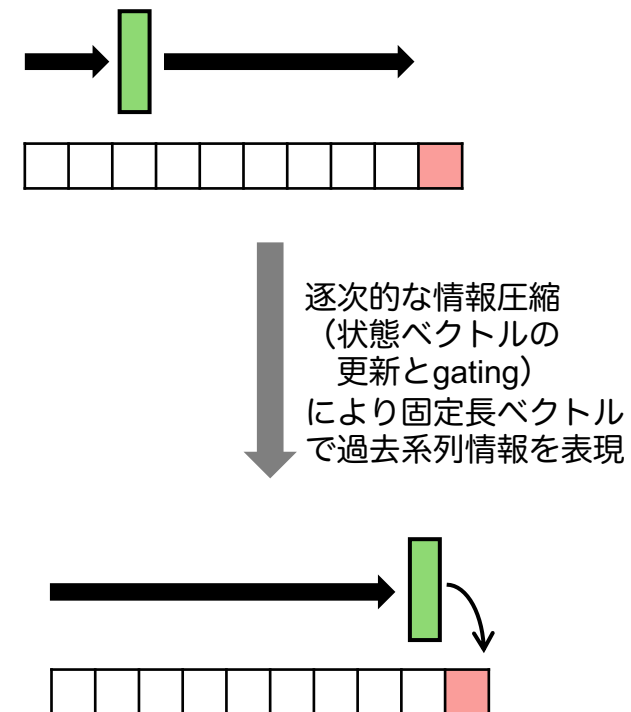 逐次的な情報圧縮
（状態ベクトルの
更新とgating）
により固定長ベクトル
で過去系列情報を表現